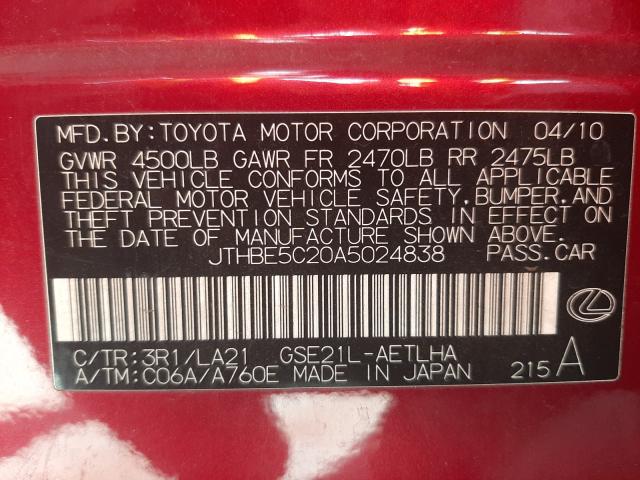 MFD.BY:TOYOTA MOTOR CORPORATION 04/10
GVWR 4500LB GAWR FR 2470LB RR 2475LB
THIS VEHICLE CONFORMS TO ALL APPLICABLE
FEDERAL MOTOR VEHICLE SAFETY,BUMPER,AND
THEFT PREVENTION STANDARDS IN EFFECT ON
THE DATE OF MANUFACTURE SHOWN ABOVE.
JTHBE5C20A5024838 PASS.CAR
C/TR:3R1/LA21 GSE21L-AETLHA
A/TM:C06A/A760E MADE IN JAPAN 215A